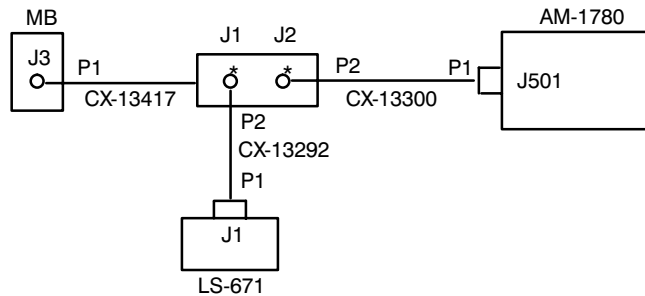 MB
AM-1780
J1
J2
J3
P1
*
*
P2
P1
J501
CX-13417
CX-13300
P2
CX-13292
P1
J1
LS-671